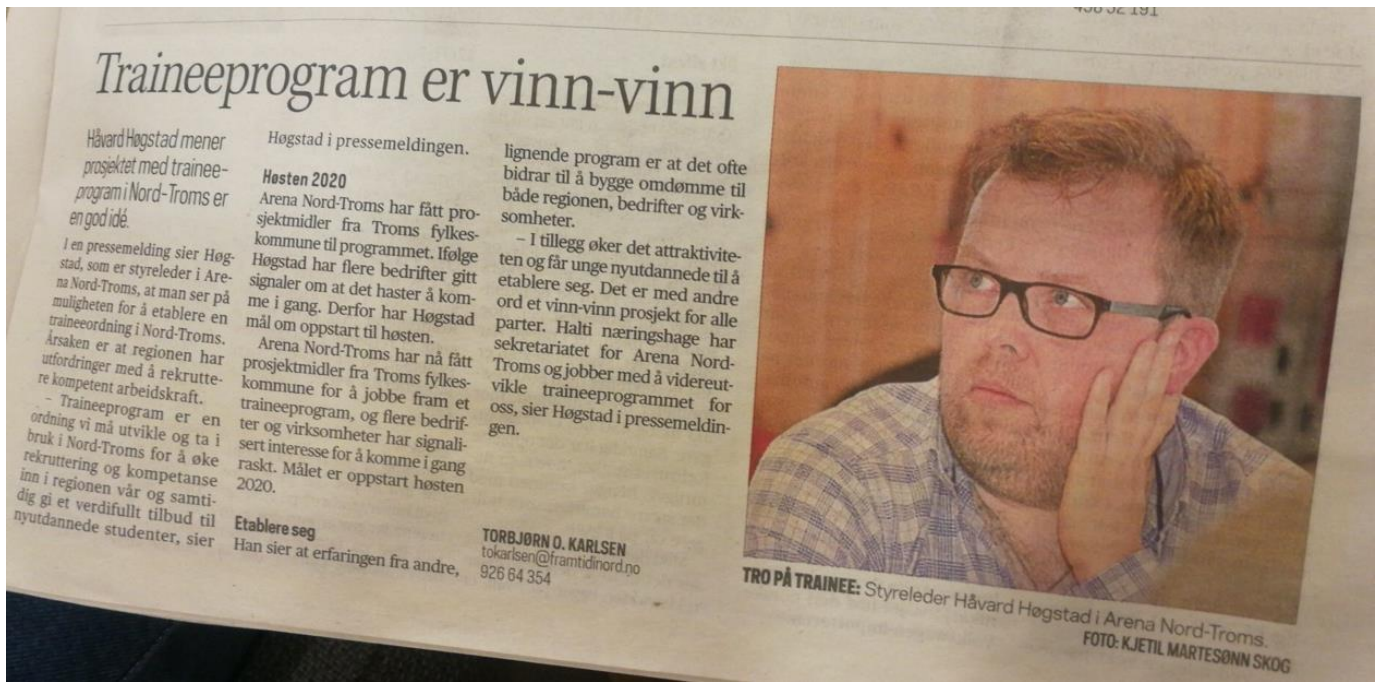 Traineeprogram er vinn-vinn
Håvard Høgstad mener
prosjektet med trainee-
program i Nord-Troms er
en god idé.
I en pressemelding sier Høg-
stad, som er styreleder i Are-
na Nord-Troms, at man ser på
muligheten for å etablere en
traineeordning i Nord-Troms.
Årsaken er at regionen har
utfordringer med å rekrutte-
re kompetent arbeidskraft.
– Traineeprogram er en
ordning vi må utvikle og ta i
bruk i Nord-Troms for å øke
rekruttering og kompetanse
inn i regionen vår og samti-
dig gi et verdifullt tilbud til
nyutdannede studenter, sier
Høgstad i pressemeldingen.
Høsten 2020
Arena Nord-Troms har fått pro-
sjektmidler fra Troms fylkes-
kommune til programmet. Ifølge
Høgstad har flere bedrifter gitt
signaler om at det haster å kom-
me i gang. Derfor har Høgstad
mål om oppstart til høsten.
Arena Nord-Troms har nå fått
prosjektmidler fra Troms fylkes-
kommune for å jobbe fram et
traineeprogram, og flere bedrif-
ter og virksomheter har signali-
sert interesse for å komme i gang
raskt. Målet er oppstart høsten
2020.
Etablere seg
Han sier at erfaringen fra andre,
lignende program er at det ofte
bidrar til å bygge omdømme til
både regionen, bedrifter og virk-
somheter.
– I tillegg øker det attraktivite-
ten og får unge nyutdannede til å
etablere seg. Det er med andre
ord et vinn-vinn prosjekt for alle
parter. Halti næringshage har
sekretariatet for Arena Nord-
Troms og jobber med å videreut-
vikle traineeprogrammet for
oss, sier Høgstad i pressemeldin-
gen.
TORBJØRN O. KARLSEN
tokarlsen@framtidinord.no
926 64 354
TRO PÅ TRAINEE: Styreleder Håvard Høgstad i Arena Nord-Troms.
FOTO: KJETIL MARTESØNN SKOG